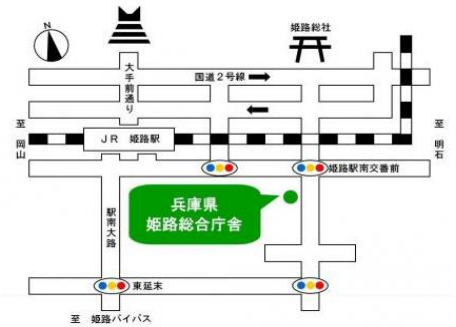 N
姫路総社
大手前通り
国道2号線
至 岡山
JR 姫路駅
至 明石
姫路駅南交番前
兵庫県
姫路総合庁舎
駅南大路
東延末
至 姫路バイパス